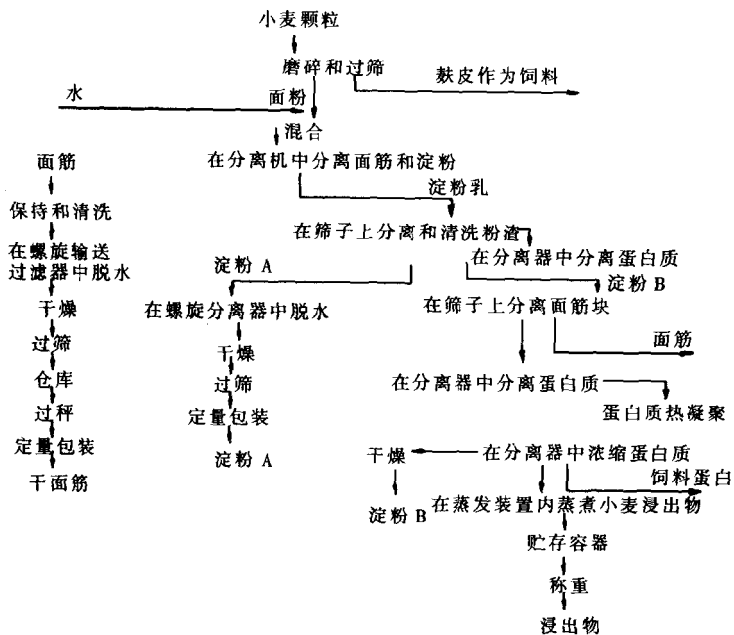 小麦颗粒
磨碎和过筛
麸皮作为饲料
水
面粉
混合
在分离机中分离面筋和淀粉
面筋
淀粉乳
保持和清洗
在筛子上分离和清洗粉渣
在螺旋输送
过滤器中脱水
淀粉 A
在分离器中分离蛋白质
淀粉 B
干燥
在螺旋分离器中脱水
在筛子上分离面筋块
过筛
干燥
面筋
仓库
过筛
在分离器中分离蛋白质
过秤
定量包装
蛋白质热凝聚
定量包装
淀粉 A
干燥
在分离器中浓缩蛋白质
干面筋
饲料蛋白
淀粉 B
在蒸发装置内蒸煮小麦浸出物
贮存容器
称重
浸出物